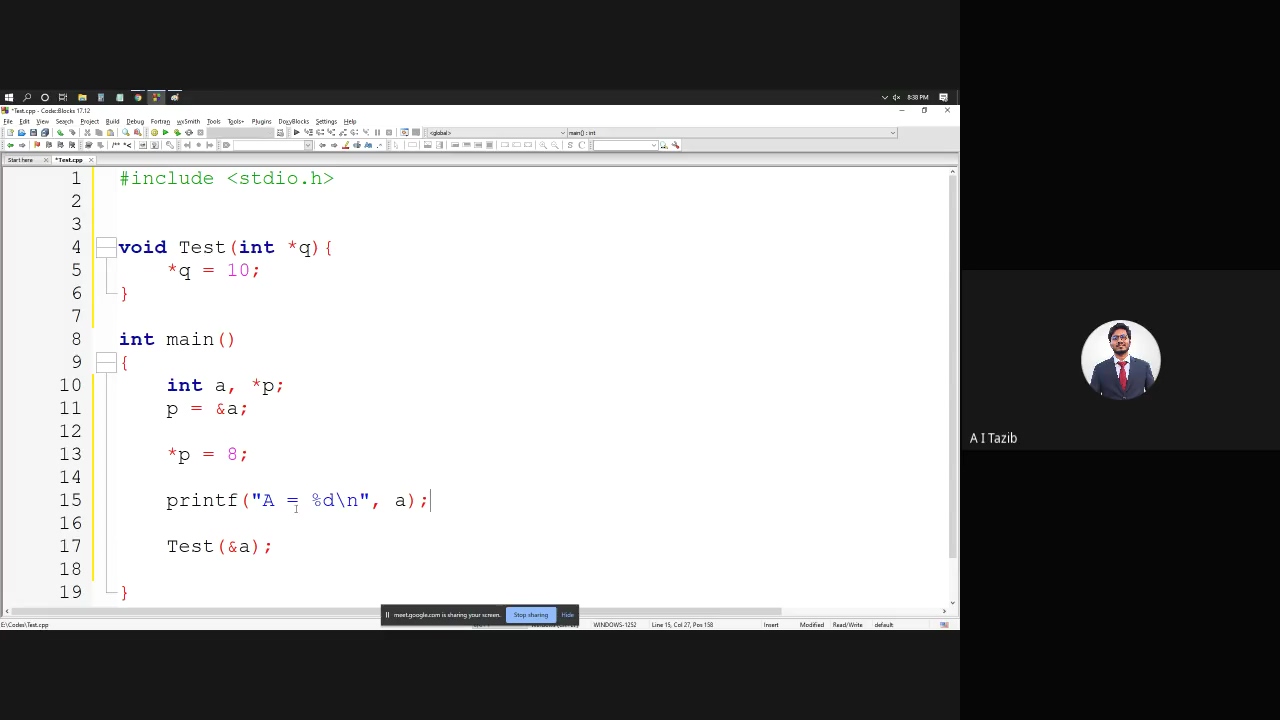 8:38 PM
*Test.cpp - Code::Blocks 17.12
File Edit View Search Project Build Debug Fortran wxSmith Tools Tools+ Plugins DoxyBlocks Settings Help
<global> main() : int
Start here *Test.cpp
1 #include <stdio.h>
2
3
4 void Test(int *q){
5 *q = 10;
6 }
7
8 int main()
9 {
10 int a, *p;
11 p = &a;
12
13 *p = 8;
14
15 printf("A = %d\n", a);
16
17 Test(&a);
18
19 }
meet.google.com is sharing your screen. Stop sharing Hide
E:\Codes\Test.cpp WINDOWS-1252 Line 15, Col 27, Pos 158 Insert Modified Read/Write default
A I Tazib